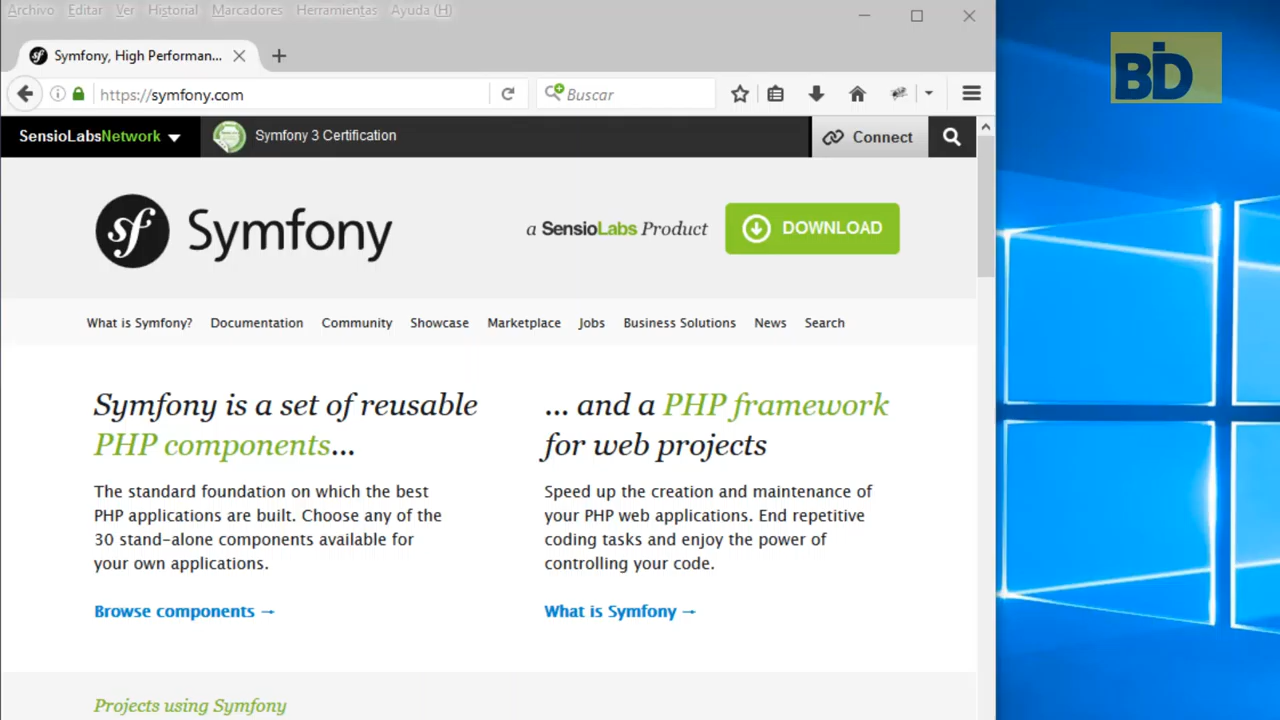 Archivo Editar Ver Historial Marcadores Herramientas Ayuda (H)
Symfony, High Performan...
https://symfony.com
Buscar
SensioLabsNetwork
Symfony 3 Certification
Connect
sf Symfony
a SensioLabs Product
DOWNLOAD
What is Symfony? Documentation Community Showcase Marketplace Jobs Business Solutions News Search
Symfony is a set of reusable
PHP components...
The standard foundation on which the best
PHP applications are built. Choose any of the
30 stand-alone components available for
your own applications.
Browse components →
... and a PHP framework
for web projects
Speed up the creation and maintenance of
your PHP web applications. End repetitive
coding tasks and enjoy the power of
controlling your code.
What is Symfony →
Projects using Symfony
BID